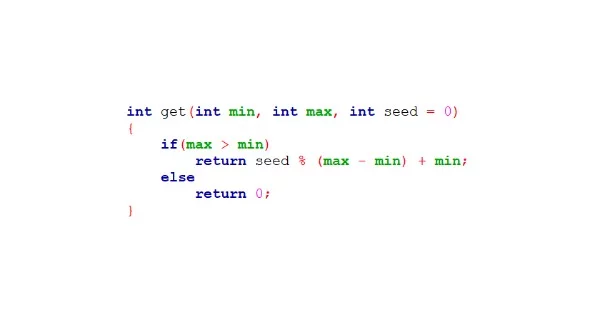 int get(int min, int max, int seed = 0)
{
    if(max > min)
        return seed % (max - min) + min;
    else
        return 0;
}